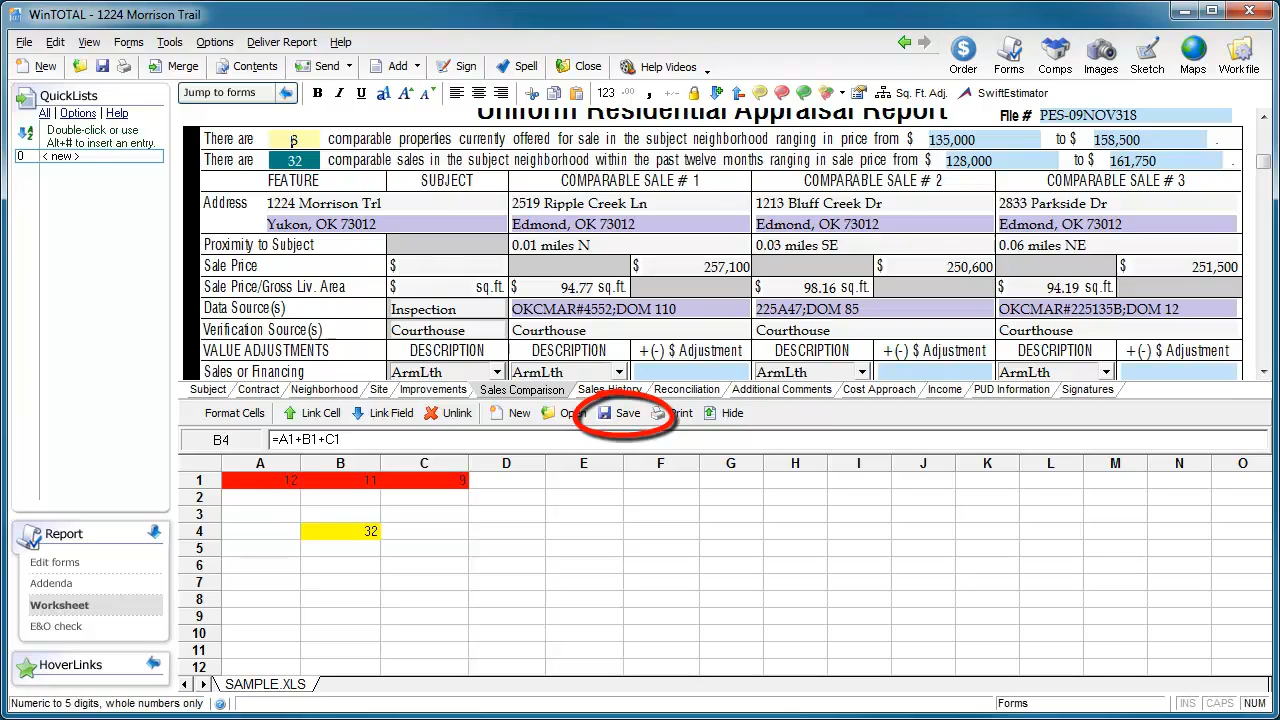 WinTOTAL - 1224 Morrison Trail
File Edit View Forms Tools Options Deliver Report Help
New Merge Contents Send Add Sign Spell Close Help Videos
Order Forms Comps Images Sketch Maps Workfile
QuickLists
All | Options | Help
Double-click or use
Alt+# to insert an entry.
0 < new >
Jump to forms B I U 123 Sq. Ft. Adj. SwiftEstimator
Uniform Residential Appraisal Report File # PES-09NOV318
There are comparable properties currently offered for sale in the subject neighborhood ranging in price from $ 135,000 to $ 158,500 .
There are 32 comparable sales in the subject neighborhood within the past twelve months ranging in sale price from $ 128,000 to $ 161,750 .
FEATURE SUBJECT COMPARABLE SALE # 1 COMPARABLE SALE # 2 COMPARABLE SALE # 3
Address 1224 Morrison Trl 2519 Ripple Creek Ln 1213 Bluff Creek Dr 2833 Parkside Dr
Yukon, OK 73012 Edmond, OK 73012 Edmond, OK 73012 Edmond, OK 73012
Proximity to Subject 0.01 miles N 0.03 miles SE 0.06 miles NE
Sale Price $ $ 257,100 $ 250,600 $ 251,500
Sale Price/Gross Liv. Area $ sq.ft. $ 94.77 sq.ft. $ 98.16 sq.ft. $ 94.19 sq.ft.
Data Source(s) Inspection OKCMAR#4552;DOM 110 225A47;DOM 85 OKCMAR#225135B;DOM 12
Verification Source(s) Courthouse Courthouse Courthouse Courthouse
VALUE ADJUSTMENTS DESCRIPTION DESCRIPTION +(-) $ Adjustment DESCRIPTION +(-) $ Adjustment DESCRIPTION +(-) $ Adjustment
Sales or Financing ArmLth ArmLth ArmLth ArmLth
Subject Contract Neighborhood Site Improvements Sales Comparison Sales History Reconciliation Additional Comments Cost Approach Income PUD Information Signatures
Format Cells Link Cell Link Field Unlink New Open Save Print Hide
B4 =A1+B1+C1
A B C D E F G H I J K L M N O
1 12 11 9
2
3
4 32
5
6
7
8
9
10
11
12
Report
Edit forms
Addenda
Worksheet
E&O check
HoverLinks
SAMPLE.XLS
Numeric to 5 digits, whole numbers only Forms INS CAPS NUM